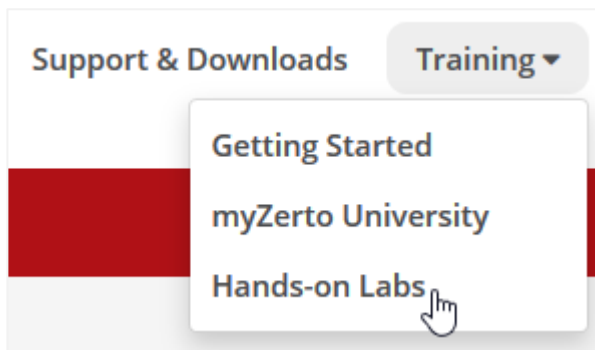 Support & Downloads Training
Getting Started
myZerto University
Hands-on Labs